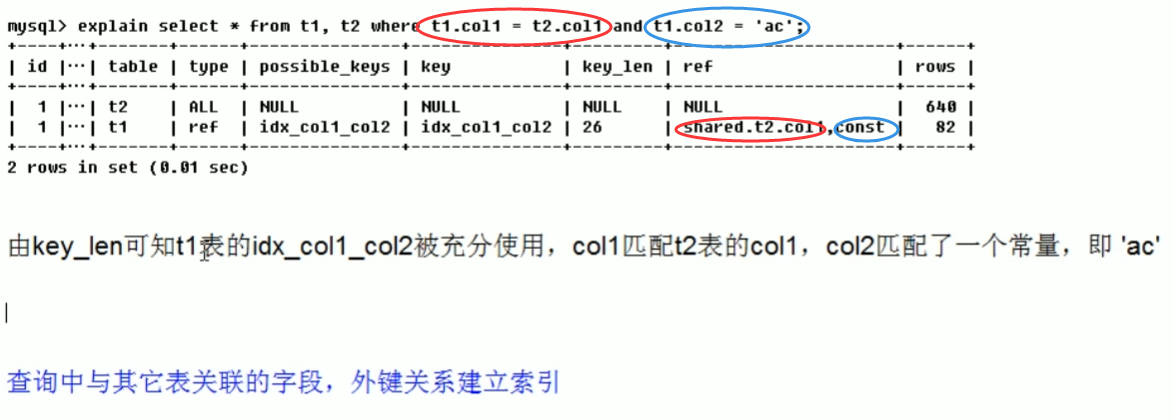 mysql> explain select * from t1, t2 where t1.col1 = t2.col1 and t1.col2 = 'ac';
+----+...+-------+------+---------------+---------------+---------+----------------------+------+
| id |...| table | type | possible_keys | key | key_len | ref | rows |
+----+...+-------+------+---------------+---------------+---------+----------------------+------+
| 1 |...| t2 | ALL | NULL | NULL | NULL | NULL | 640 |
| 1 |...| t1 | ref | idx_col1_col2 | idx_col1_col2 | 26 | shared.t2.col1,const | 82 |
+----+...+-------+------+---------------+---------------+---------+----------------------+------+
2 rows in set (0.01 sec)
由key_len可知t1表的idx_col1_col2被充分使用，col1匹配t2表的col1，col2匹配了一个常量，即 'ac'
查询中与其它表关联的字段，外键关系建立索引